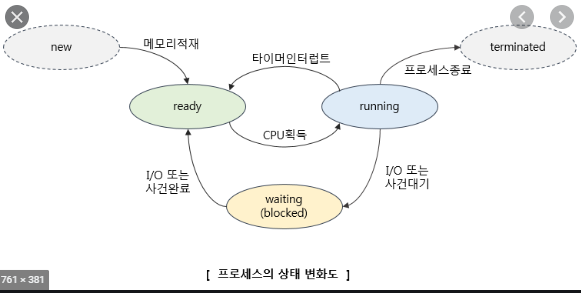 new
메모리적재
타이머인터럽트
terminated
프로세스종료
ready
running
CPU획득
I/O 또는
사건완료
I/O 또는
사건대기
waiting
(blocked)
[ 프로세스의 상태 변화도 ]
761 × 381